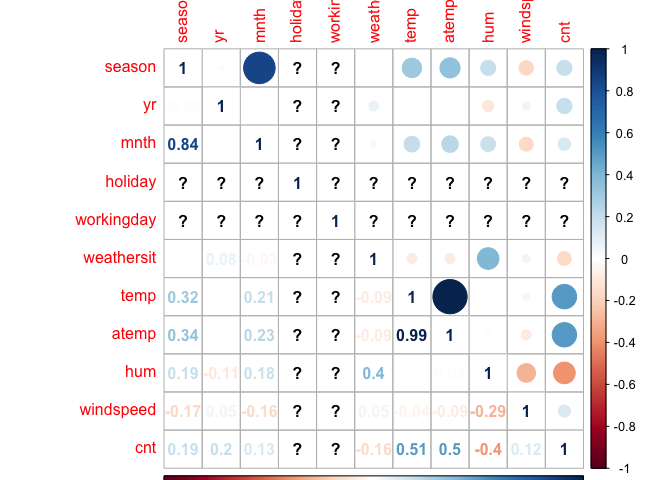 seaso yr mnth holida workin weath temp atemp hum windsp cnt
season 1 ? ? 1
yr 1 ? ? 0.8
mnth 0.84 1 ? ? 0.6
holiday ? ? ? 1 ? ? ? ? ? ? ? 0.4
workingday ? ? ? ? 1 ? ? ? ? ? ? 0.2
weathersit 0.08 -0.03 ? ? 1 0
temp 0.32 0.21 ? ? -0.09 1 -0.2
atemp 0.34 0.23 ? ? -0.09 0.99 1 -0.4
hum 0.19 -0.11 0.18 ? ? 0.4 1 -0.6
windspeed -0.17 0.05 -0.16 ? ? 0.05 -0.04 -0.09 -0.29 1 -0.8
cnt 0.19 0.2 0.13 ? ? -0.16 0.51 0.5 -0.4 0.12 1 -1